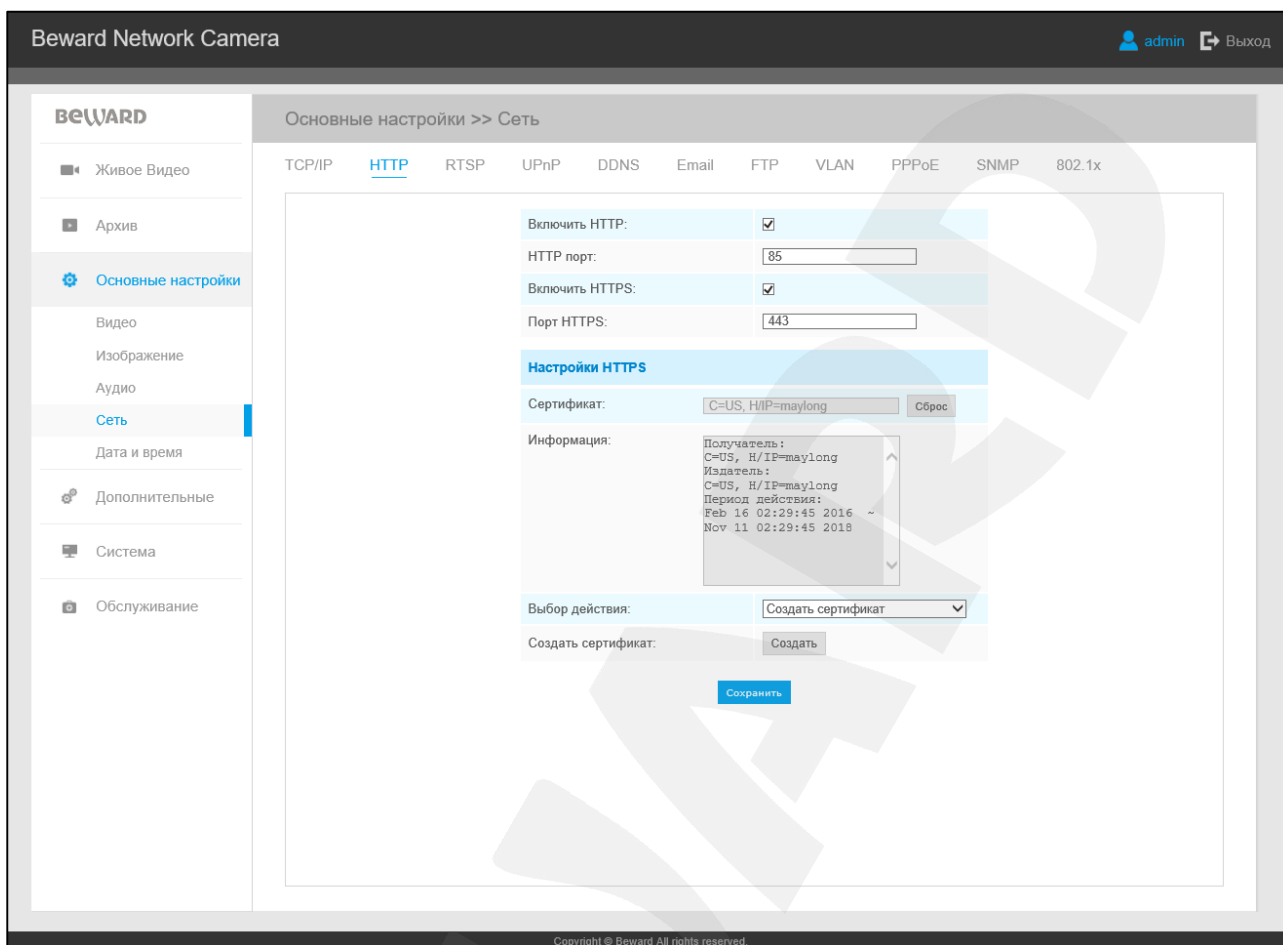 Beward Network Camera
admin
Выход
BEWARD
Основные настройки >> Сеть
Живое Видео
Архив
Основные настройки
Видео
Изображение
Аудио
Сеть
Дата и время
Дополнительные
Система
Обслуживание
TCP/IP HTTP RTSP UPnP DDNS Email FTP VLAN PPPoE SNMP 802.1x
Включить HTTP:
HTTP порт: 85
Включить HTTPS:
Порт HTTPS: 443
Настройки HTTPS
Сертификат: C=US, H/IP=maylong Сброс
Информация:
Получатель:
C=US, H/IP=maylong
Издатель:
C=US, H/IP=maylong
Период действия:
Feb 16 02:29:45 2016 ~
Nov 11 02:29:45 2018
Выбор действия: Создать сертификат
Создать сертификат: Создать
Сохранить
Copyright © Beward All rights reserved.